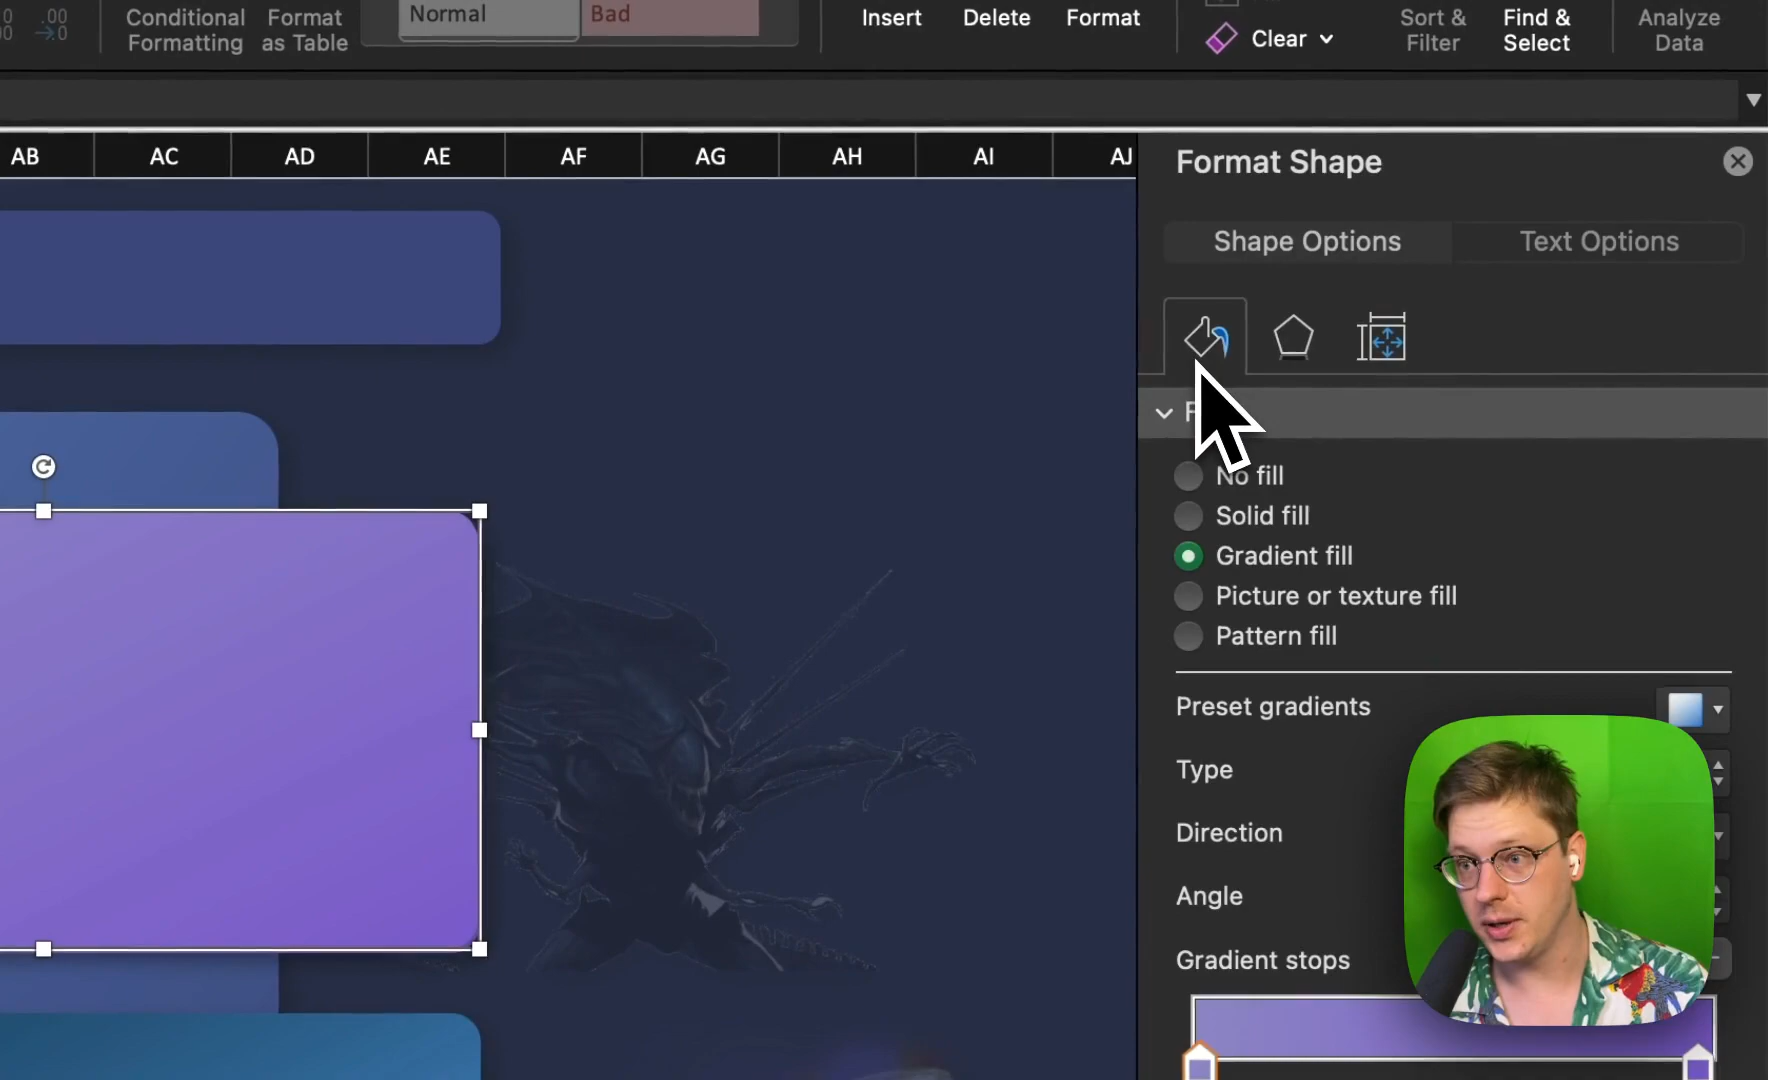 .00
→.0
Conditional Formatting
Format as Table
Normal
Bad
Insert
Delete
Format
Clear
Sort & Filter
Find & Select
Analyze Data
AB AC AD AE AF AG AH AI AJ
Format Shape
Shape Options
Text Options
No fill
Solid fill
Gradient fill
Picture or texture fill
Pattern fill
Preset gradients
Type
Direction
Angle
Gradient stops